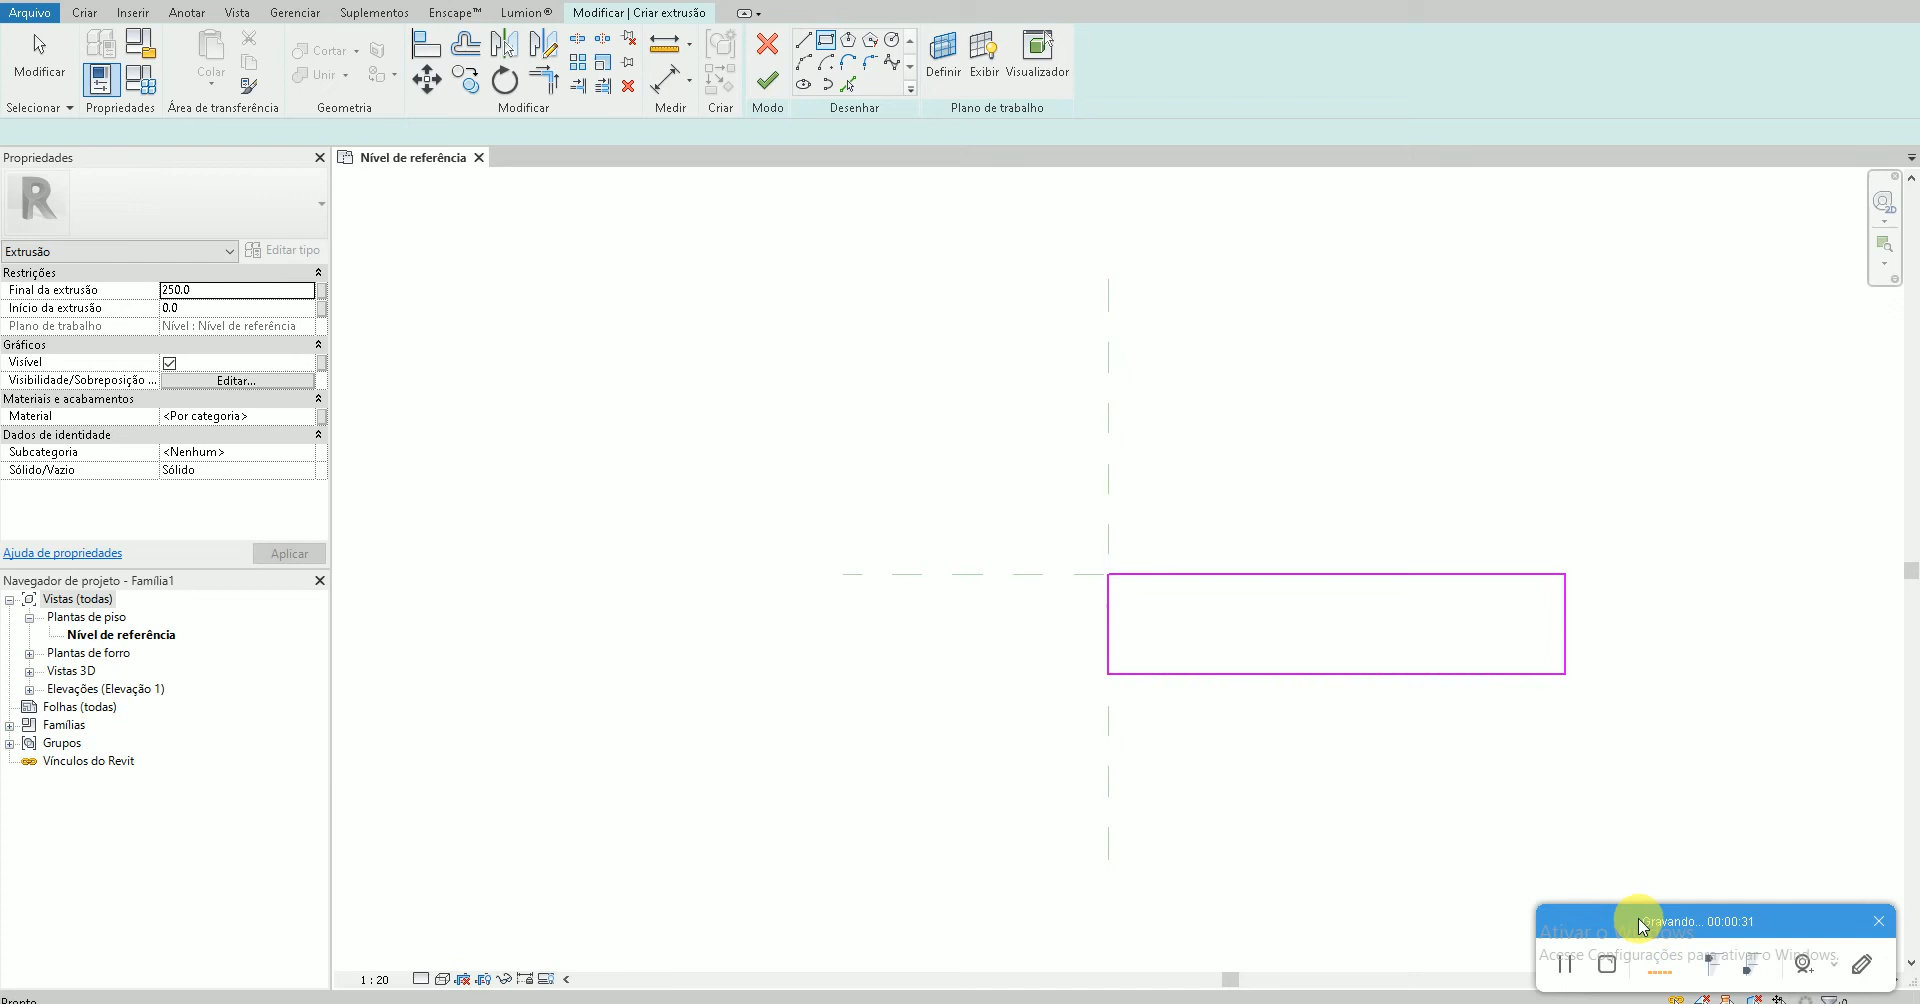 Arquivo Criar Inserir Anotar Vista Gerenciar Suplementos Enscape™ Lumion® Modificar | Criar extrusão
Modificar Colar Cortar Unir Definir Exibir Visualizador
Selecionar Propriedades Área de transferência Geometria Modificar Medir Criar Modo Desenhar Plano de trabalho
Propriedades
Nível de referência
R
Extrusão Editar tipo
Restrições
Final da extrusão 250.0
Início da extrusão 0.0
Plano de trabalho Nível : Nível de referência
Gráficos
Visível
Visibilidade/Sobreposição ... Editar...
Materiais e acabamentos
Material <Por categoria>
Dados de identidade
Subcategoria <Nenhum>
Sólido/Vazio Sólido
Ajuda de propriedades Aplicar
Navegador de projeto - Família1
Vistas (todas)
Plantas de piso
Nível de referência
Plantas de forro
Vistas 3D
Elevações (Elevação 1)
Folhas (todas)
Famílias
Grupos
Vínculos do Revit
2D
Gravando... 00:00:31
Ativar o Windows
Acesse Configurações para ativar o Windows.
1 : 20
Pronto